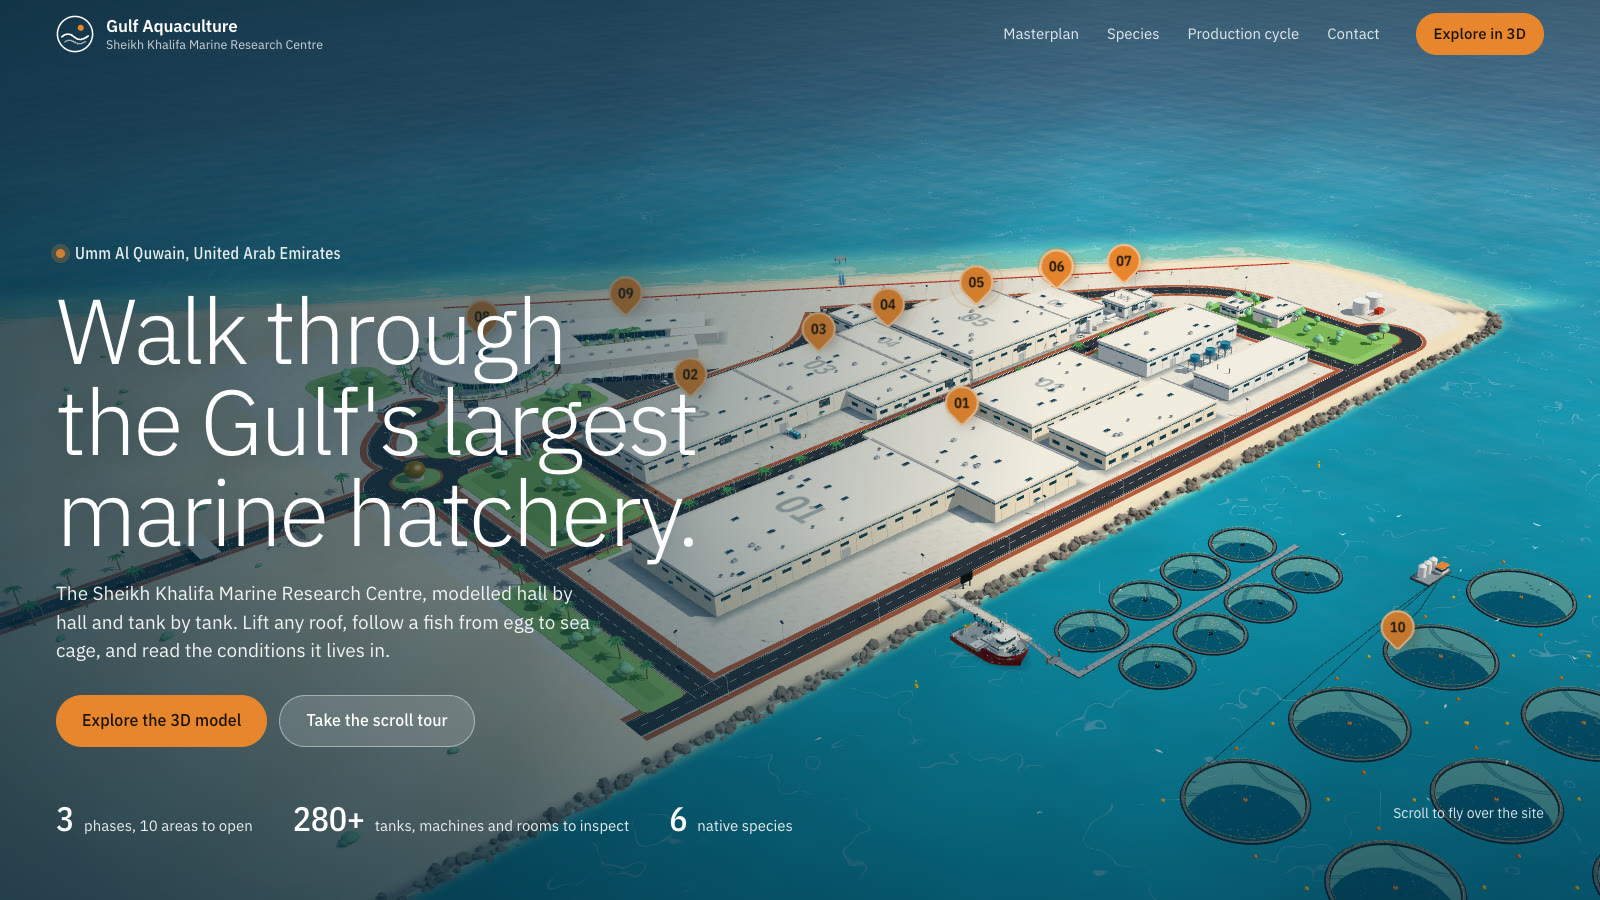 Gulf Aquaculture
Sheikh Khalifa Marine Research Centre
Masterplan
Species
Production cycle
Contact
Explore in 3D
Umm Al Quwain, United Arab Emirates
Walk through
the Gulf's largest
marine hatchery.
The Sheikh Khalifa Marine Research Centre, modelled hall by
hall and tank by tank. Lift any roof, follow a fish from egg to sea
cage, and read the conditions it lives in.
Explore the 3D model
Take the scroll tour
3 phases, 10 areas to open
280+ tanks, machines and rooms to inspect
6 native species
Scroll to fly over the site
07
06
05
09
04
08
03
02
01
10
05
03
01